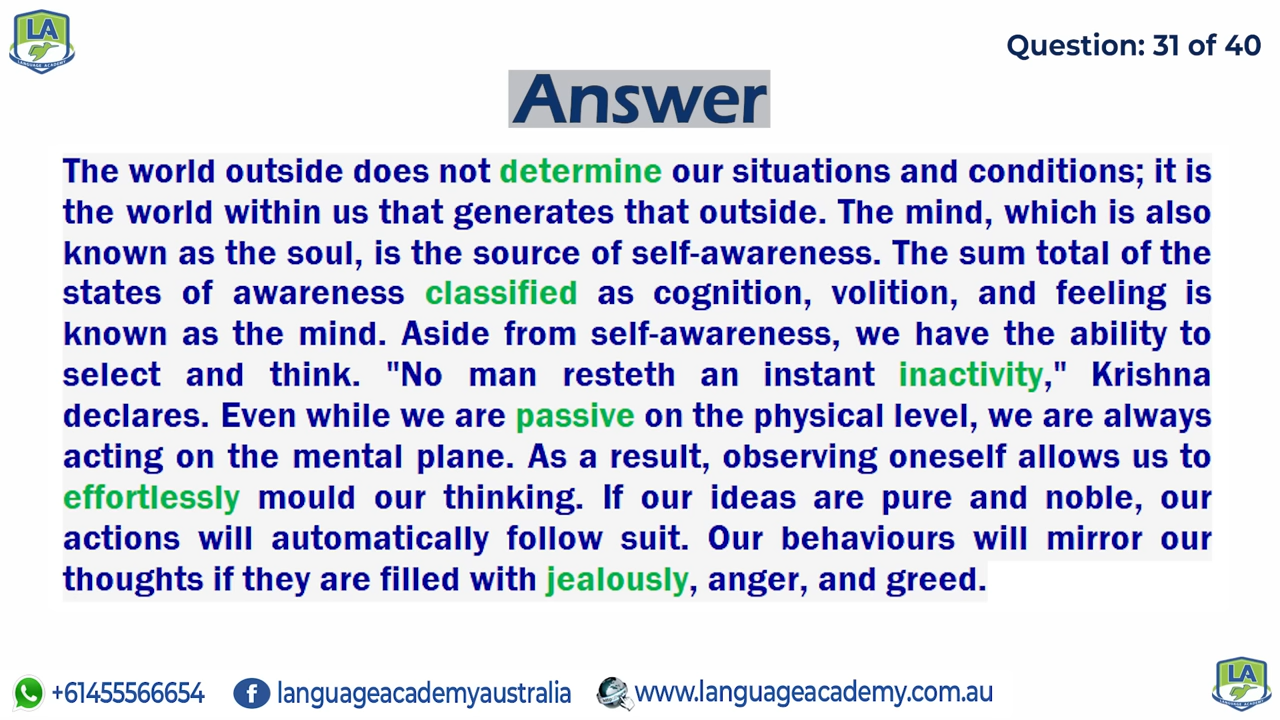 LA
LANGUAGE ACADEMY
Question: 31 of 40
Answer
The world outside does not determine our situations and conditions; it is
the world within us that generates that outside. The mind, which is also
known as the soul, is the source of self-awareness. The sum total of the
states of awareness classified as cognition, volition, and feeling is
known as the mind. Aside from self-awareness, we have the ability to
select and think. "No man resteth an instant inactivity," Krishna
declares. Even while we are passive on the physical level, we are always
acting on the mental plane. As a result, observing oneself allows us to
effortlessly mould our thinking. If our ideas are pure and noble, our
actions will automatically follow suit. Our behaviours will mirror our
thoughts if they are filled with jealously, anger, and greed.
+61455566654
languageacademyaustralia
www.languageacademy.com.au
LA
LANGUAGE ACADEMY